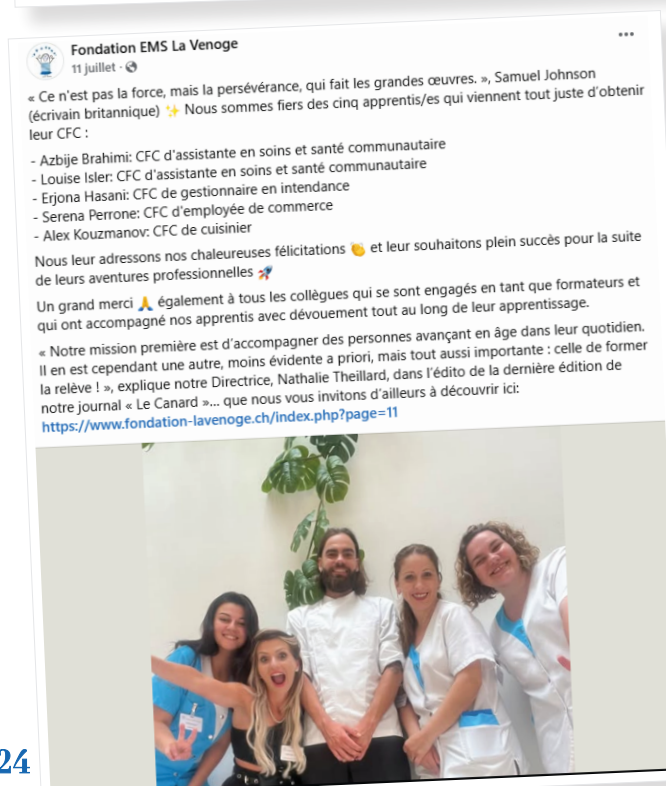 Fondation EMS La Venoge
11 juillet ·
« Ce n'est pas la force, mais la persévérance, qui fait les grandes œuvres. », Samuel Johnson
(écrivain britannique) ✨ Nous sommes fiers des cinq apprentis/es qui viennent tout juste d'obtenir
leur CFC :
- Azbije Brahimi: CFC d'assistante en soins et santé communautaire
- Louise Isler: CFC d'assistante en soins et santé communautaire
- Erjona Hasani: CFC de gestionnaire en intendance
- Serena Perrone: CFC d'employée de commerce
- Alex Kouzmanov: CFC de cuisinier
Nous leur adressons nos chaleureuses félicitations 👏 et leur souhaitons plein succès pour la suite
de leurs aventures professionnelles 🚀
Un grand merci 🙏 également à tous les collègues qui se sont engagés en tant que formateurs et
qui ont accompagné nos apprentis avec dévouement tout au long de leur apprentissage.
« Notre mission première est d'accompagner des personnes avançant en âge dans leur quotidien.
Il en est cependant une autre, moins évidente a priori, mais tout aussi importante : celle de former
la relève ! », explique notre Directrice, Nathalie Theillard, dans l'édito de la dernière édition de
notre journal « Le Canard »... que nous vous invitons d'ailleurs à découvrir ici:
https://www.fondation-lavenoge.ch/index.php?page=11
24